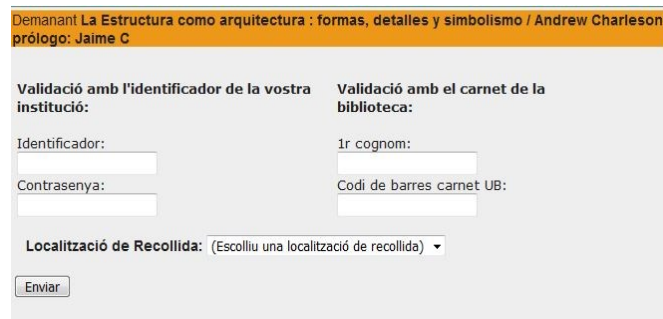 Demanant La Estructura como arquitectura : formas, detalles y simbolismo / Andrew Charleson
prólogo: Jaime C
Validació amb l'identificador de la vostra
institució:
Identificador:
Contrasenya:
Validació amb el carnet de la
biblioteca:
1r cognom:
Codi de barres carnet UB:
Localització de Recollida: (Escolliu una localització de recollida)
Enviar